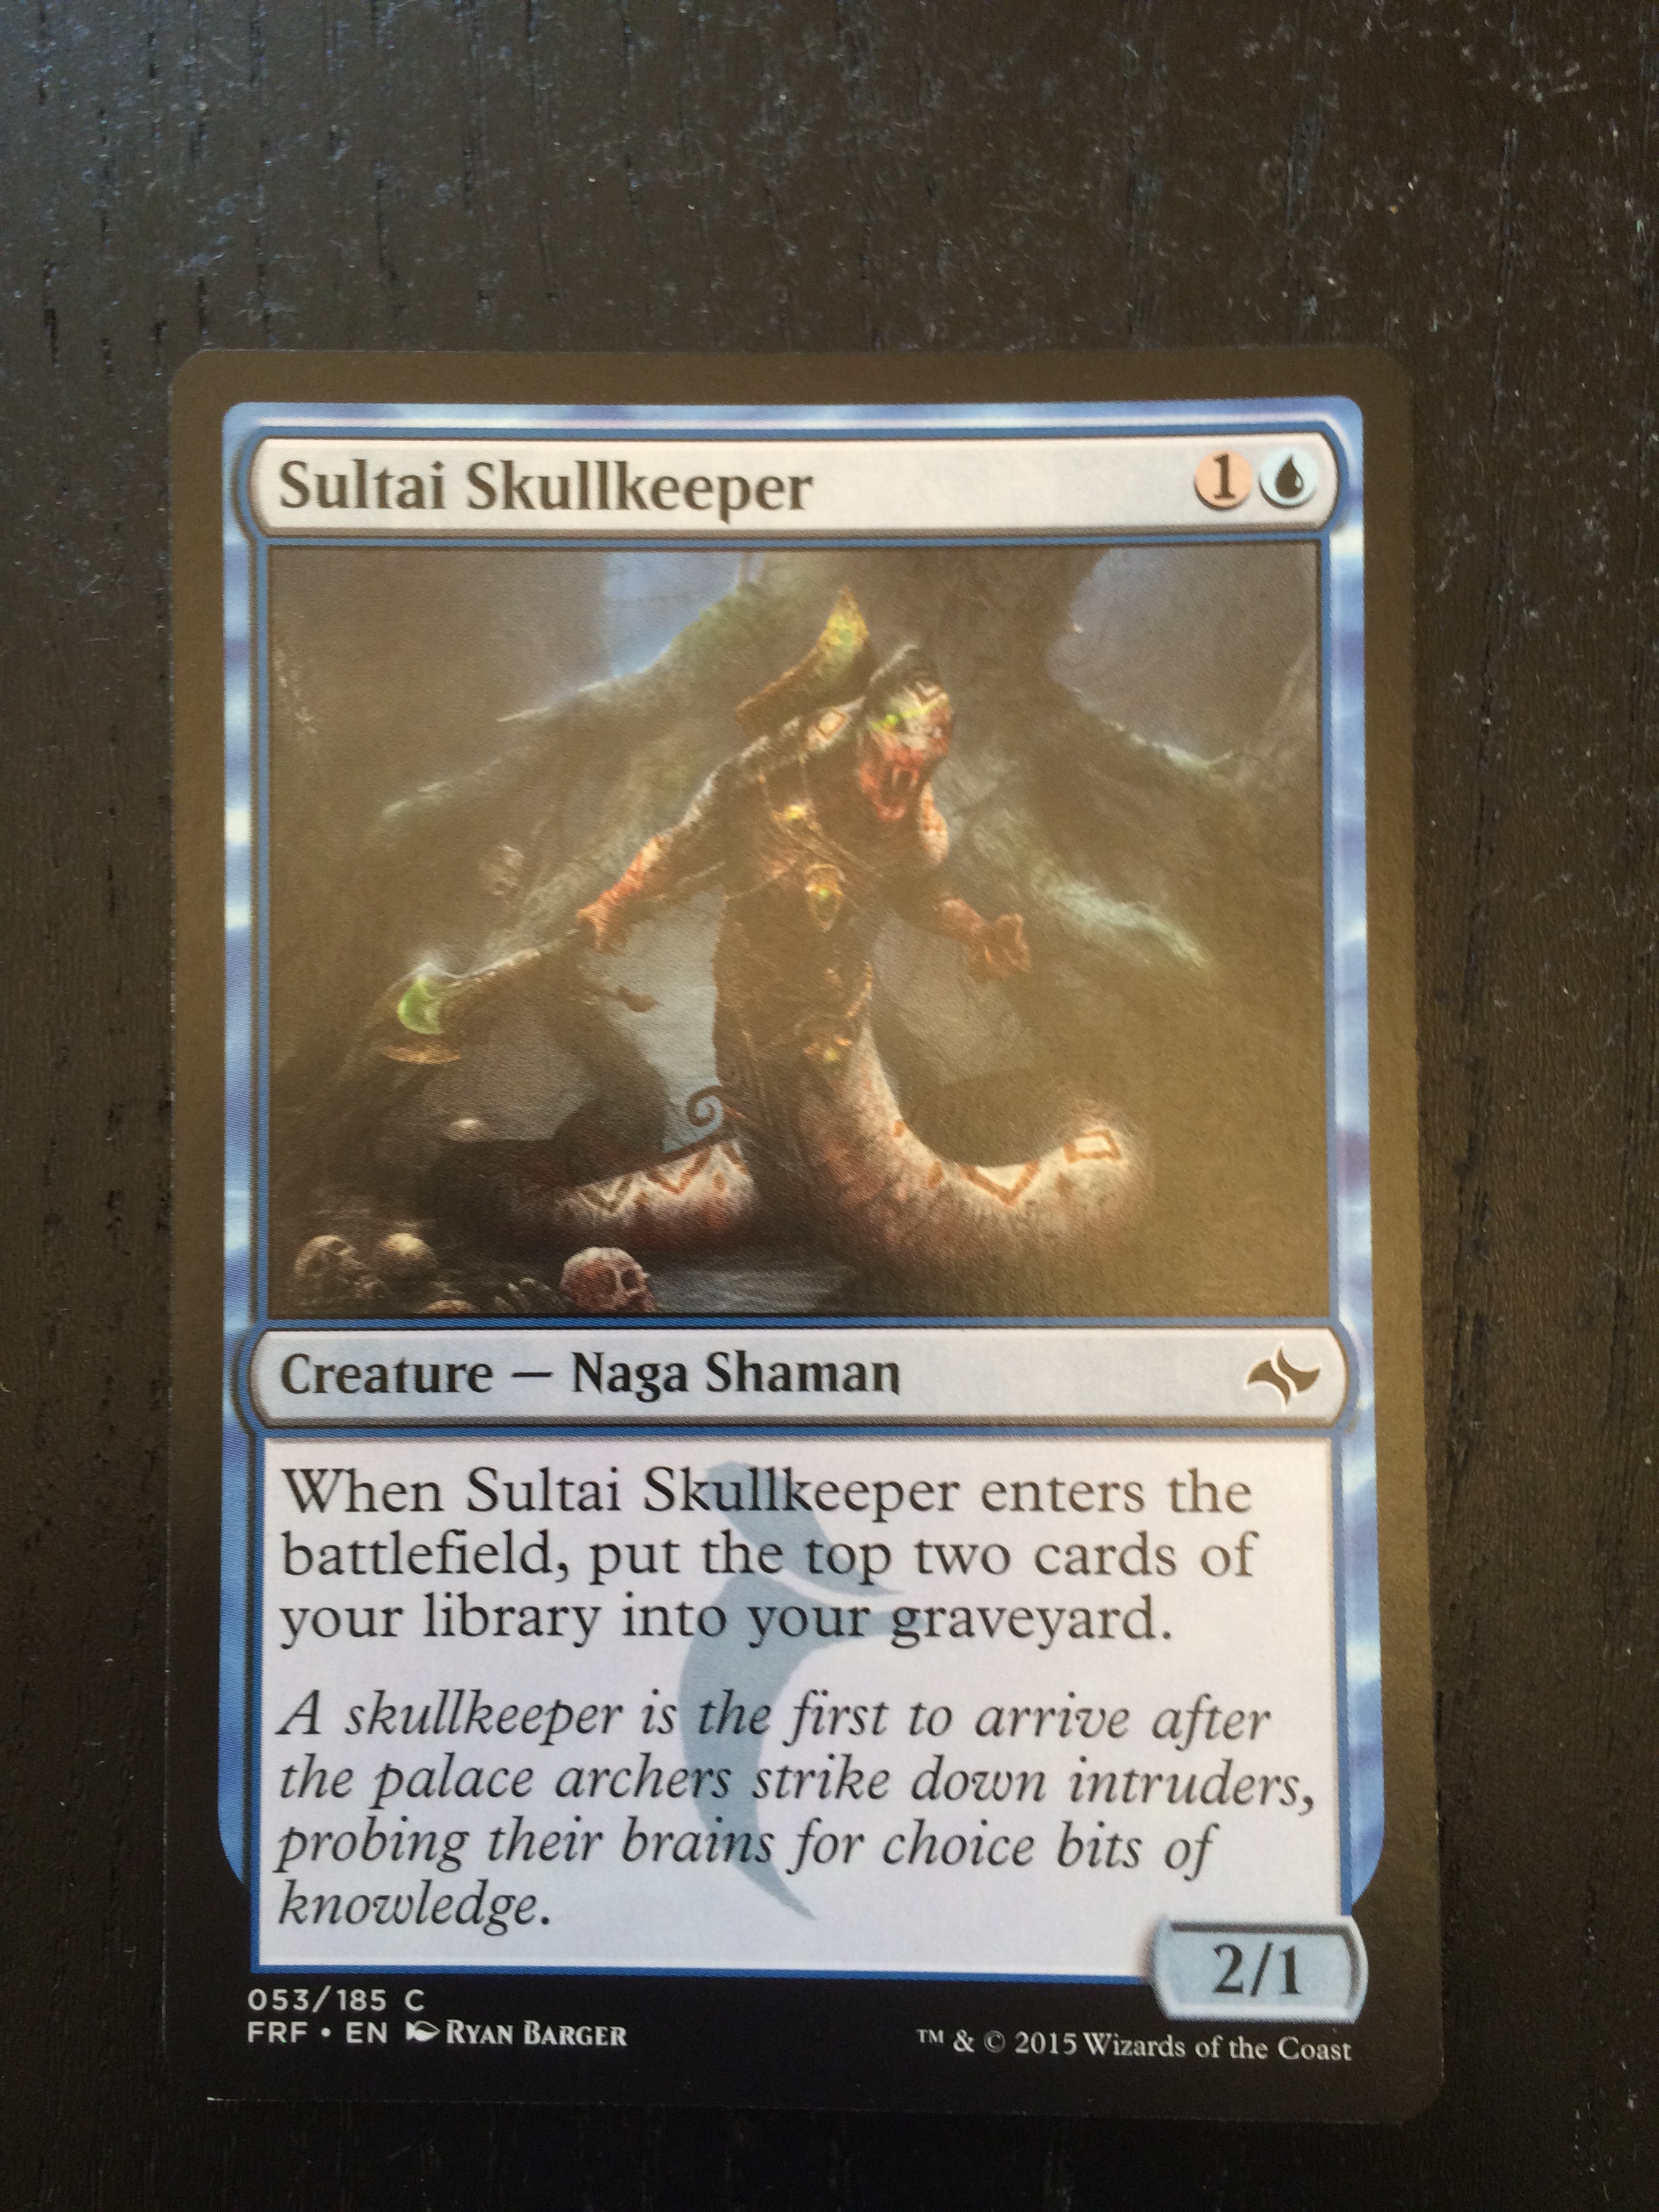 Sultai Skullkeeper 1
Creature — Naga Shaman
When Sultai Skullkeeper enters the
battlefield, put the top two cards of
your library into your graveyard.
A skullkeeper is the first to arrive after
the palace archers strike down intruders,
probing their brains for choice bits of
knowledge.
2/1
053/185 C
FRF • EN Ryan Barger
™ & © 2015 Wizards of the Coast